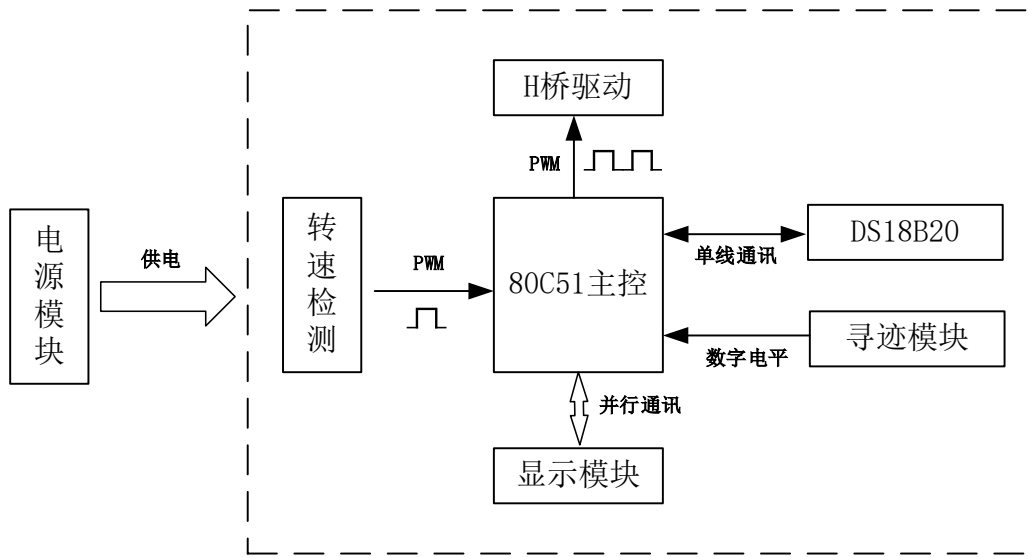 H桥驱动
PWM
电源模块
供电
转速检测
PWM
80C51主控
单线通讯
DS18B20
数字电平
寻迹模块
并行通讯
显示模块